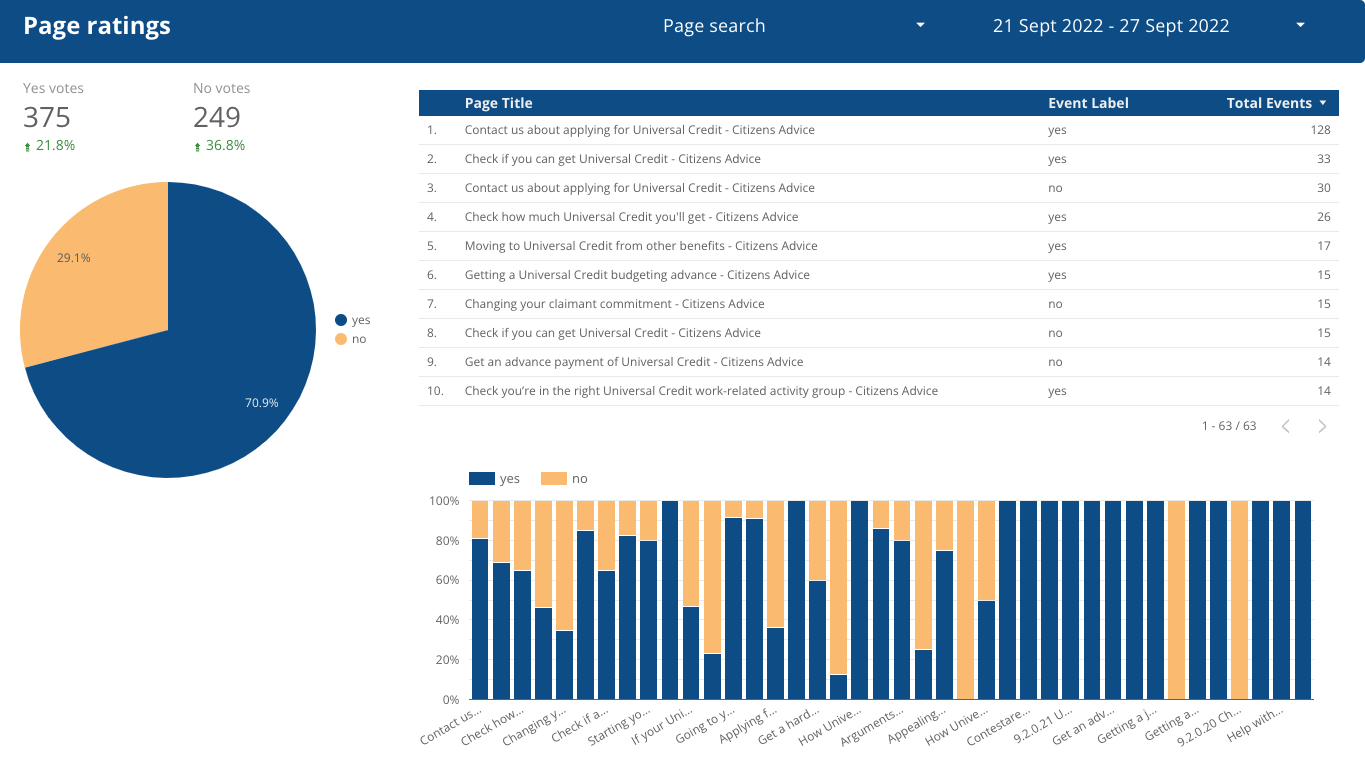 Page ratings
Page search
21 Sept 2022 - 27 Sept 2022
Yes votes
No votes
375
249
21.8%
36.8%
29.1%
70.9%
yes
no
Page Title Event Label Total Events
1. Contact us about applying for Universal Credit - Citizens Advice yes 128
2. Check if you can get Universal Credit - Citizens Advice yes 33
3. Contact us about applying for Universal Credit - Citizens Advice no 30
4. Check how much Universal Credit you'll get - Citizens Advice yes 26
5. Moving to Universal Credit from other benefits - Citizens Advice yes 17
6. Getting a Universal Credit budgeting advance - Citizens Advice yes 15
7. Changing your claimant commitment - Citizens Advice no 15
8. Check if you can get Universal Credit - Citizens Advice no 15
9. Get an advance payment of Universal Credit - Citizens Advice no 14
10. Check you’re in the right Universal Credit work-related activity group - Citizens Advice yes 14
1 - 63 / 63
yes no
100%
80%
60%
40%
20%
0%
Contact us...
Check how...
Changing y...
Check if a...
Starting yo...
If your Uni...
Going to y...
Applying f...
Get a hard...
How Unive...
Arguments...
Appealing...
How Unive...
Contestare...
9.2.0.21 U...
Get an adv...
Getting a j...
Getting a...
9.2.0.20 Ch...
Help with...